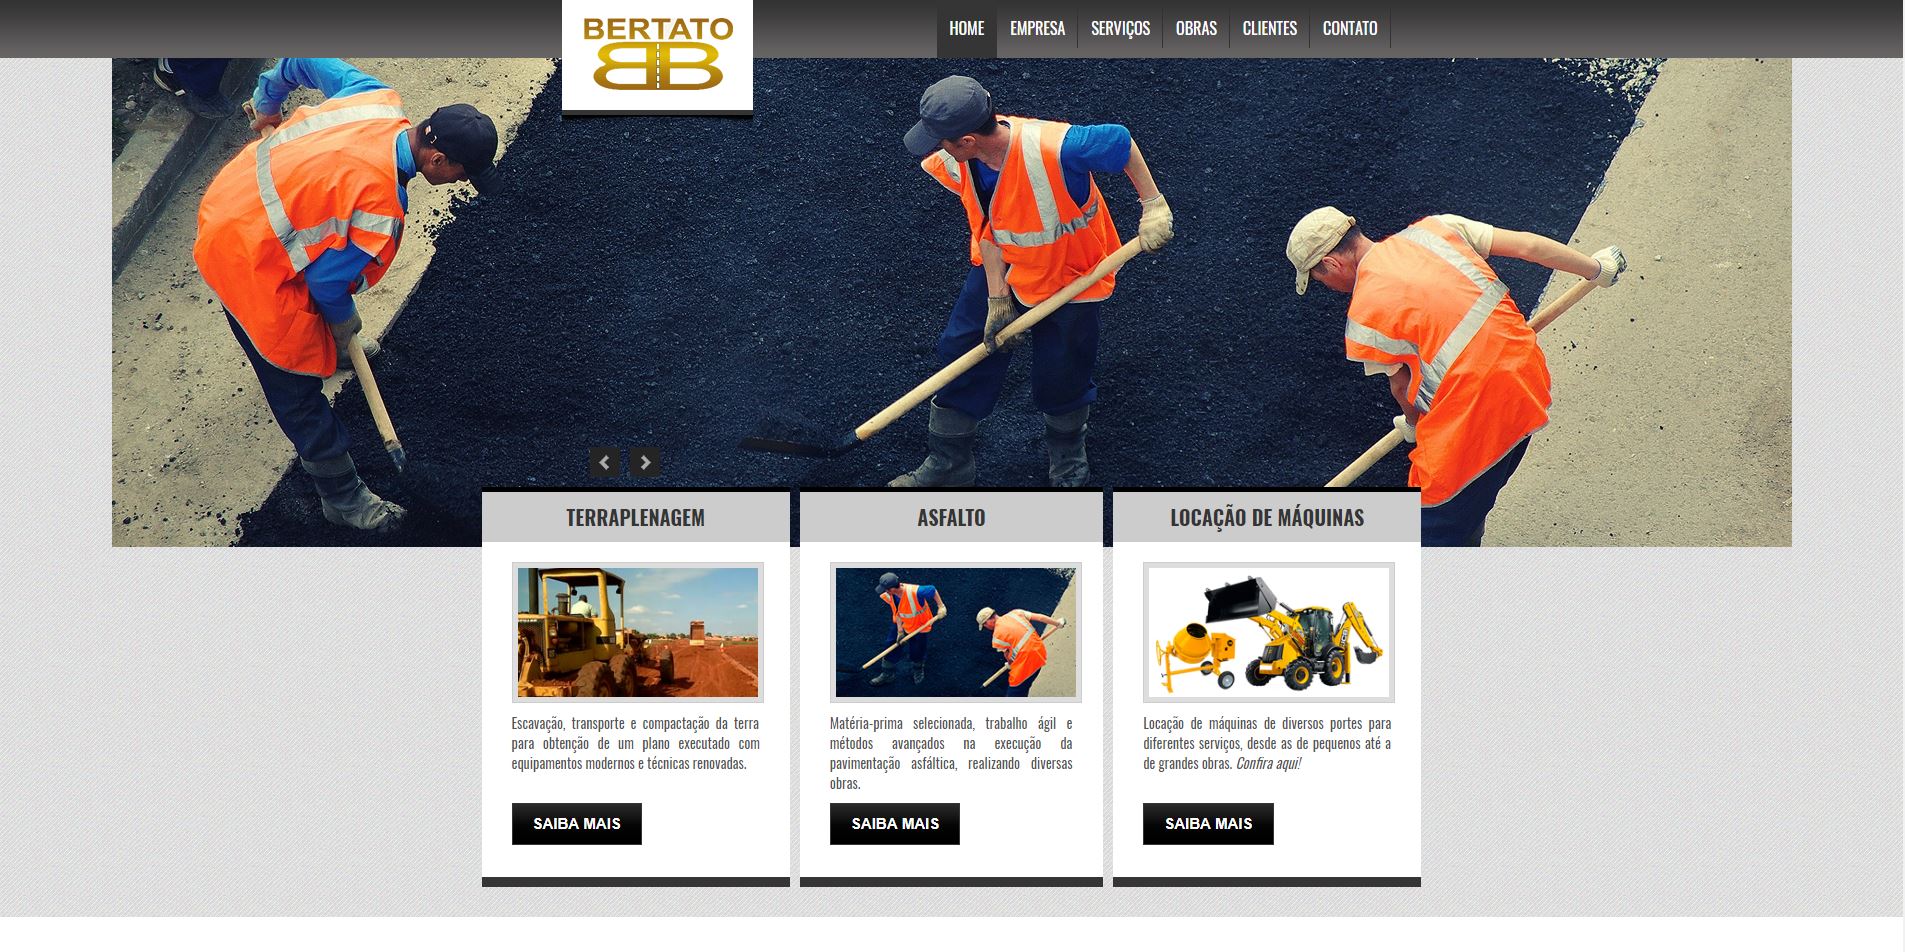 BERTATO
BB
HOME
EMPRESA
SERVIÇOS
OBRAS
CLIENTES
CONTATO
TERRAPLENAGEM
Escavação, transporte e compactação da terra
para obtenção de um plano executado com
equipamentos modernos e técnicas renovadas.
SAIBA MAIS
ASFALTO
Matéria-prima selecionada, trabalho ágil e
métodos avançados na execução da
pavimentação asfáltica, realizando diversas
obras.
SAIBA MAIS
LOCAÇÃO DE MÁQUINAS
Locação de máquinas de diversos portes para
diferentes serviços, desde as de pequenos até a
de grandes obras. Confira aqui!
SAIBA MAIS